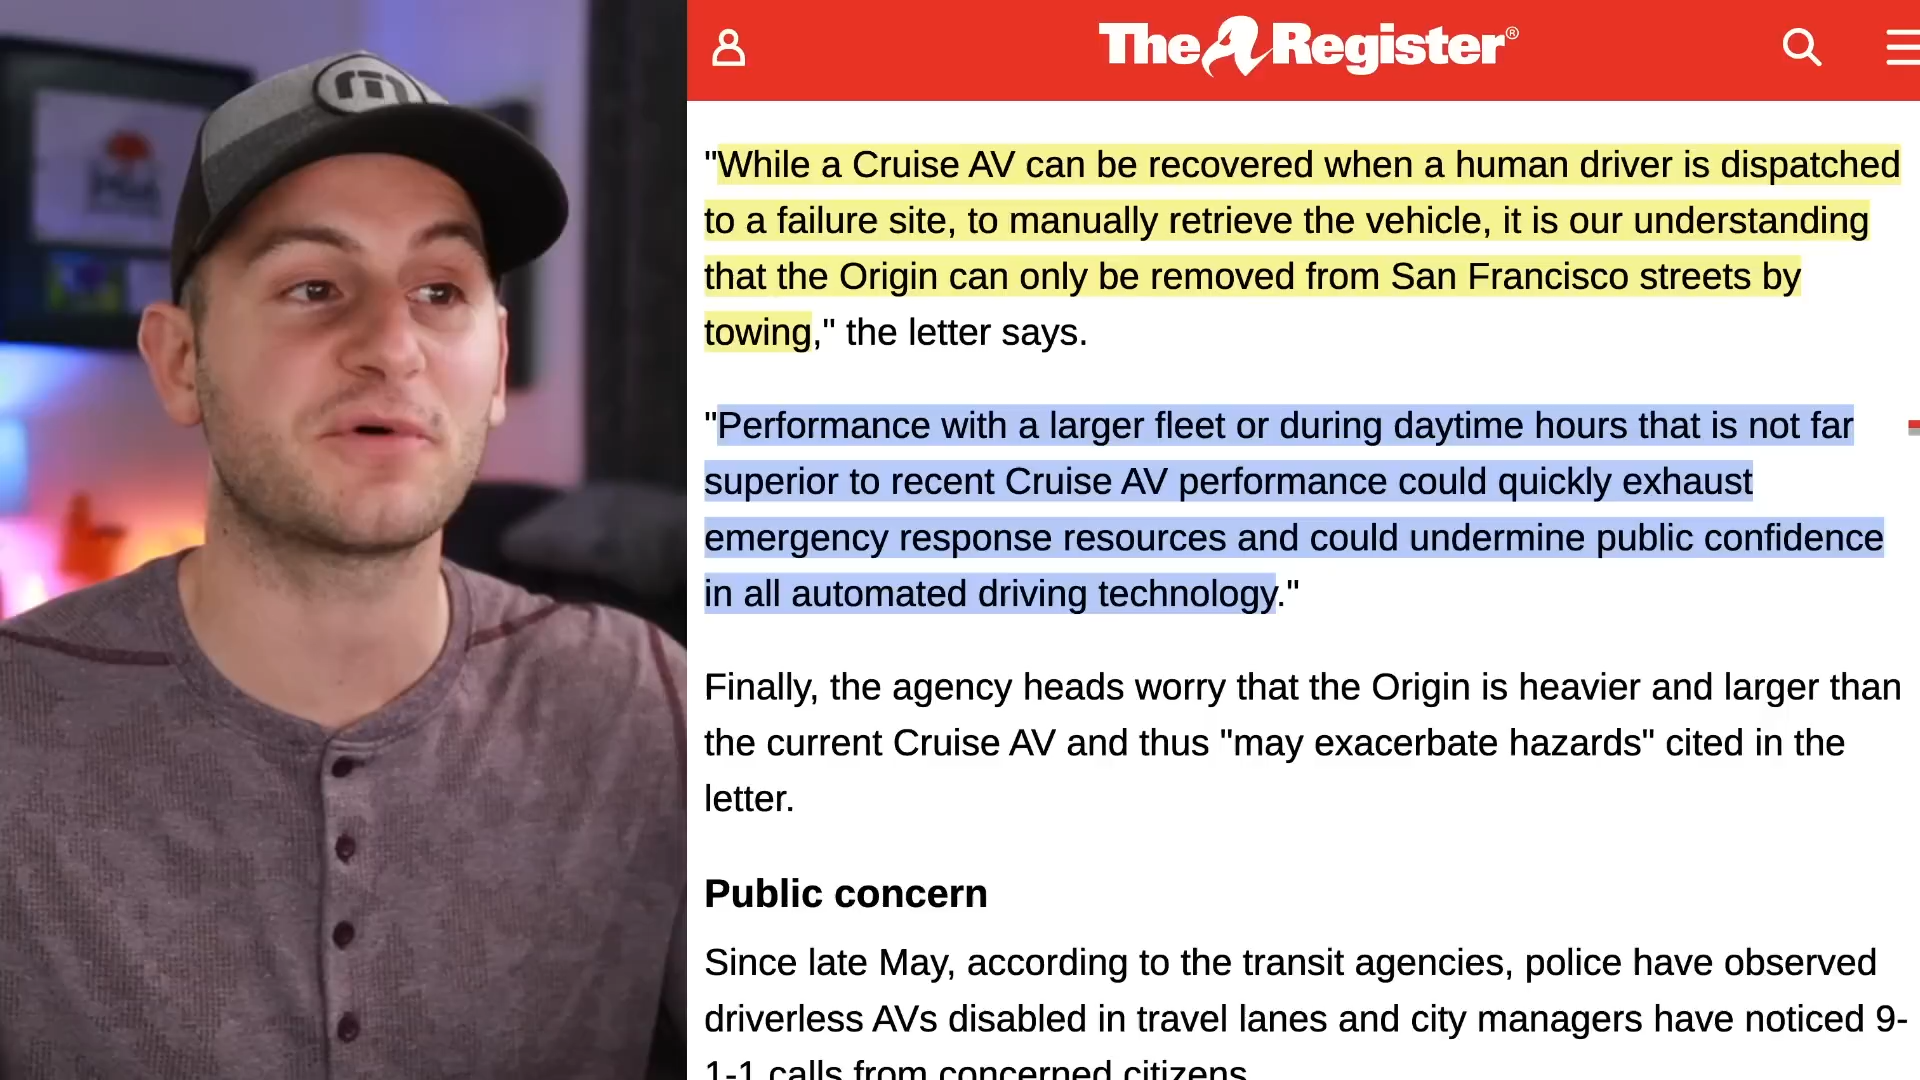 The Register®
"While a Cruise AV can be recovered when a human driver is dispatched
to a failure site, to manually retrieve the vehicle, it is our understanding
that the Origin can only be removed from San Francisco streets by
towing," the letter says.
"Performance with a larger fleet or during daytime hours that is not far
superior to recent Cruise AV performance could quickly exhaust
emergency response resources and could undermine public confidence
in all automated driving technology."
Finally, the agency heads worry that the Origin is heavier and larger than
the current Cruise AV and thus "may exacerbate hazards" cited in the
letter.
Public concern
Since late May, according to the transit agencies, police have observed
driverless AVs disabled in travel lanes and city managers have noticed 9-
1-1 calls from concerned citizens